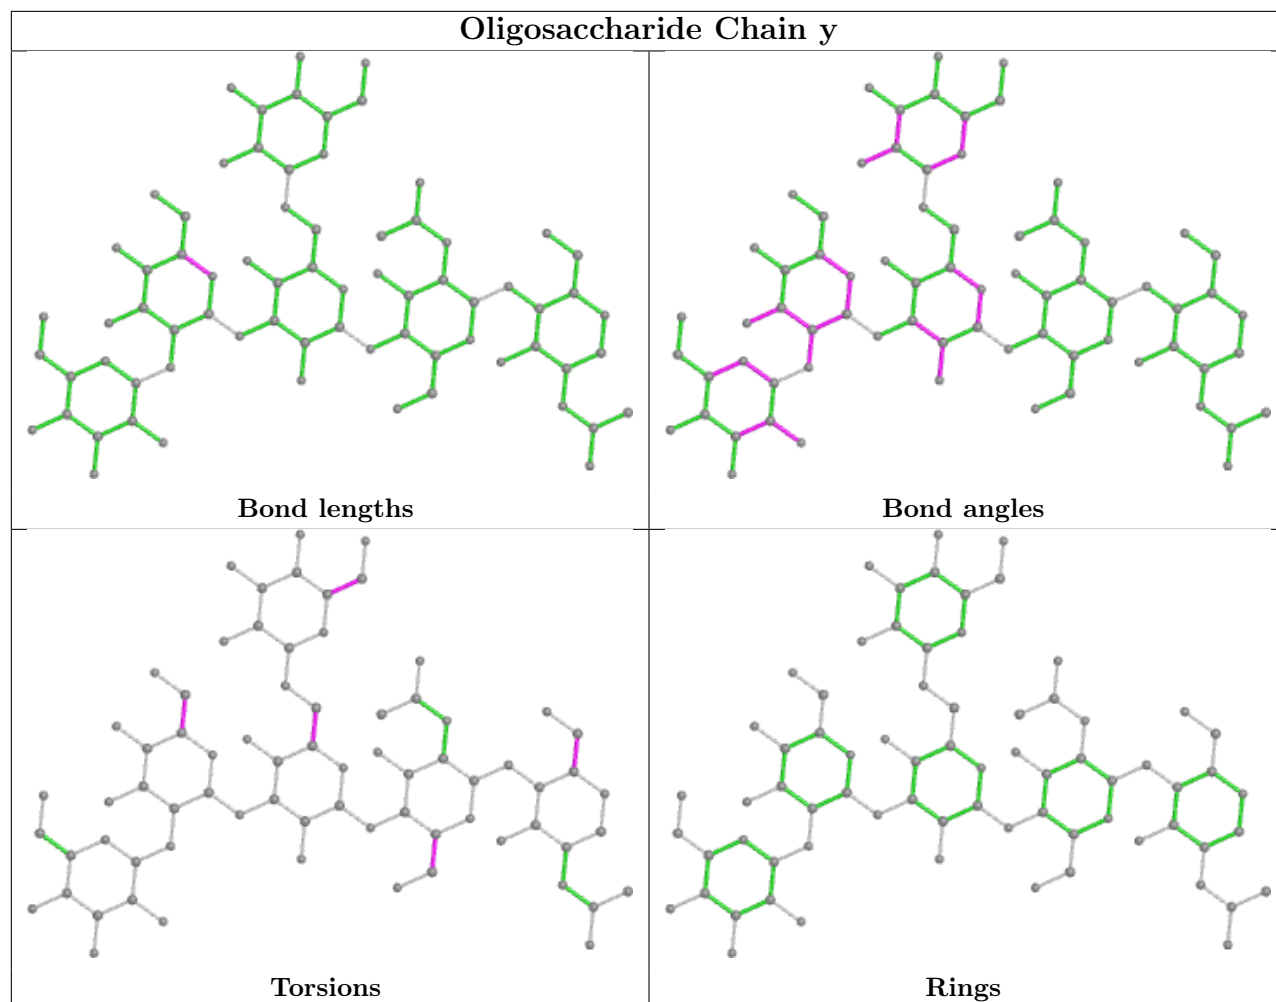 Oligosaccharide Chain y
Bond lengths
Bond angles
Torsions
Rings